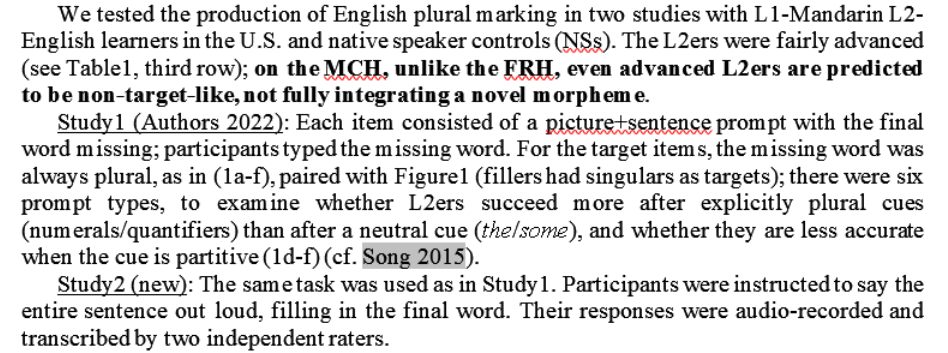 We tested the production of English plural marking in two studies with L1-Mandarin L2-
English learners in the U.S. and native speaker controls (NSs). The L2ers were fairly advanced
(see Table1, third row); on the MCH, unlike the FRH, even advanced L2ers are predicted
to be non-target-like, not fully integrating a novel morpheme.
Study1 (Authors 2022): Each item consisted of a picture+sentence prompt with the final
word missing; participants typed the missing word. For the target items, the missing word was
always plural, as in (1a-f), paired with Figure1 (fillers had singulars as targets); there were six
prompt types, to examine whether L2ers succeed more after explicitly plural cues
(numerals/quantifiers) than after a neutral cue (the/some), and whether they are less accurate
when the cue is partitive (1d-f) (cf. Song 2015).
Study2 (new): The same task was used as in Study1. Participants were instructed to say the
entire sentence out loud, filling in the final word. Their responses were audio-recorded and
transcribed by two independent raters.